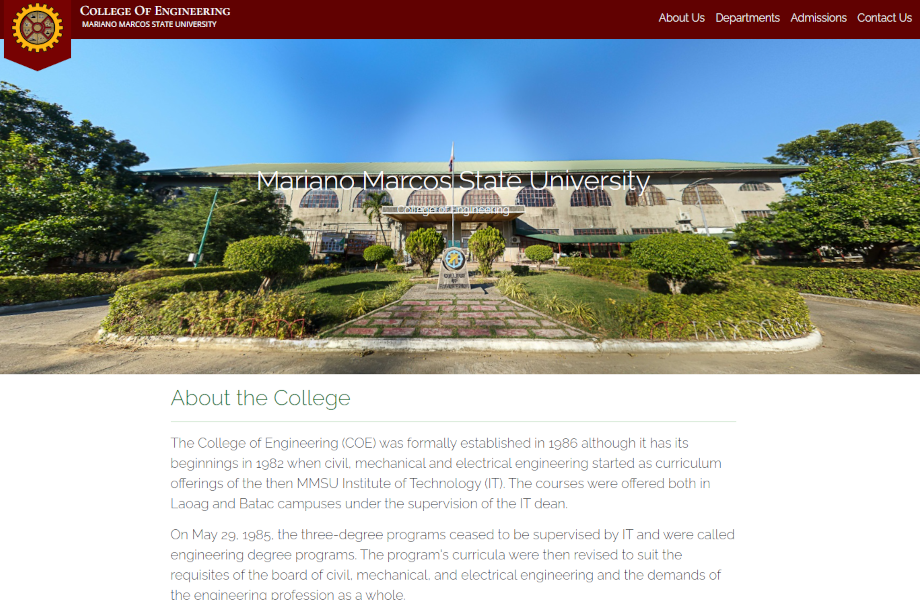 COLLEGE OF ENGINEERING
MARIANO MARCOS STATE UNIVERSITY
About Us Departments Admissions Contact Us
Mariano Marcos State University
College of Engineering
COLLEGE
OF
About the College
The College of Engineering (COE) was formally established in 1986 although it has its
beginnings in 1982 when civil, mechanical and electrical engineering started as curriculum
offerings of the then MMSU Institute of Technology (IT). The courses were offered both in
Laoag and Batac campuses under the supervision of the IT dean.
On May 29, 1985, the three-degree programs ceased to be supervised by IT and were called
engineering degree programs. The program's curricula were then revised to suit the
requisites of the board of civil, mechanical, and electrical engineering and the demands of
the engineering profession as a whole.